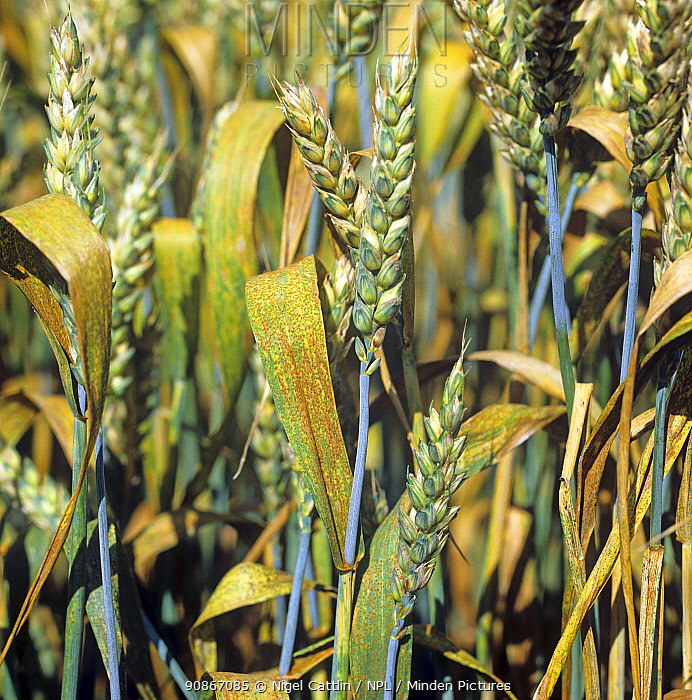 MINDEN
PICTURES
90867085 © Nigel Cattlin / NPL / Minden Pictures